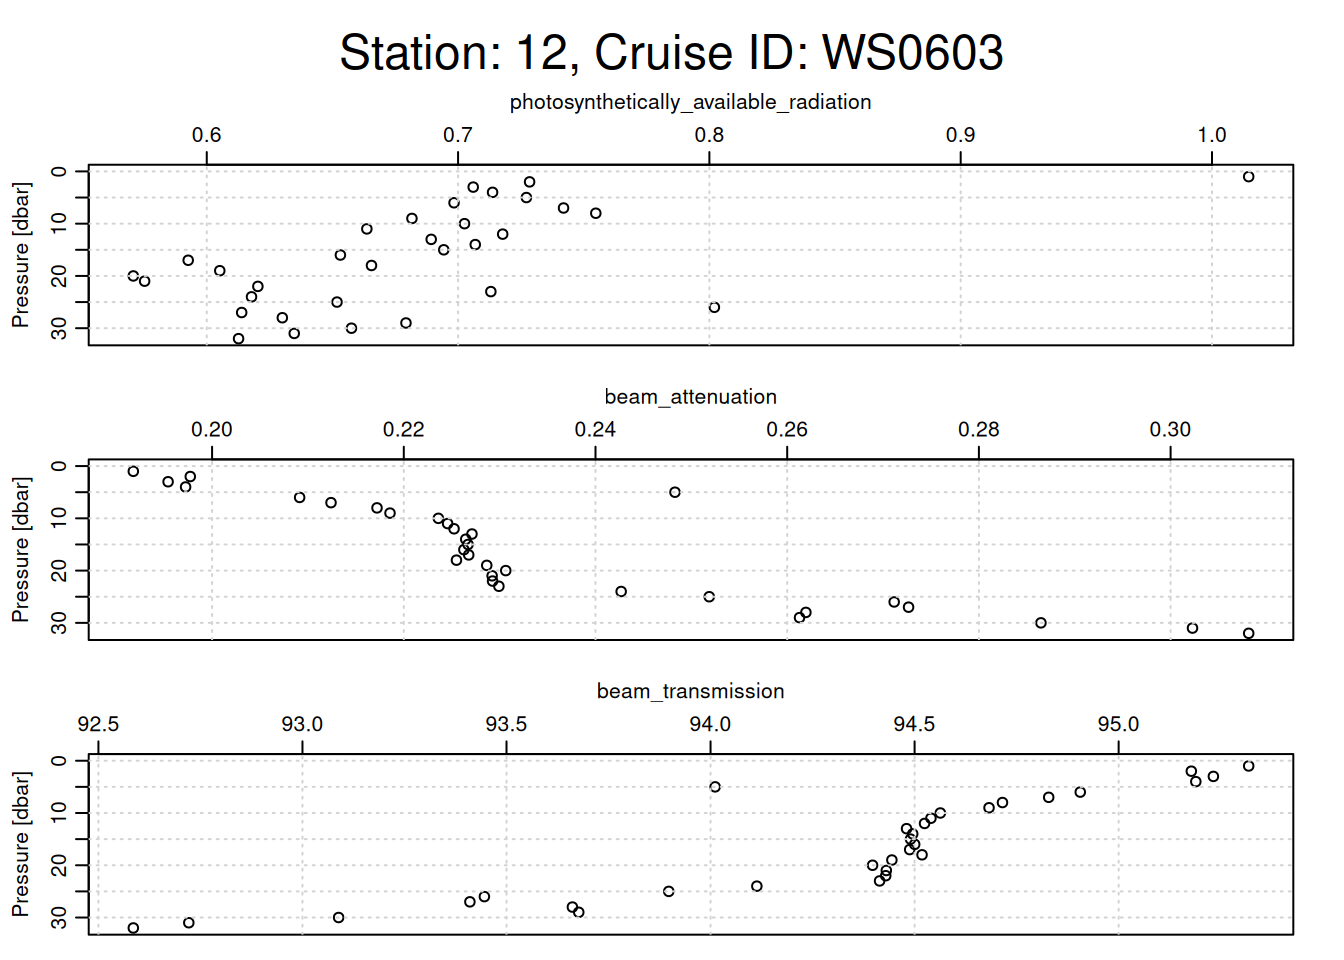 Station: 12, Cruise ID: WS0603
photosynthetically_available_radiation
0.6 0.7 0.8 0.9 1.0
Pressure [dbar]
0
10
20
30
beam_attenuation
0.20 0.22 0.24 0.26 0.28 0.30
Pressure [dbar]
0
10
20
30
beam_transmission
92.5 93.0 93.5 94.0 94.5 95.0
Pressure [dbar]
0
10
20
30